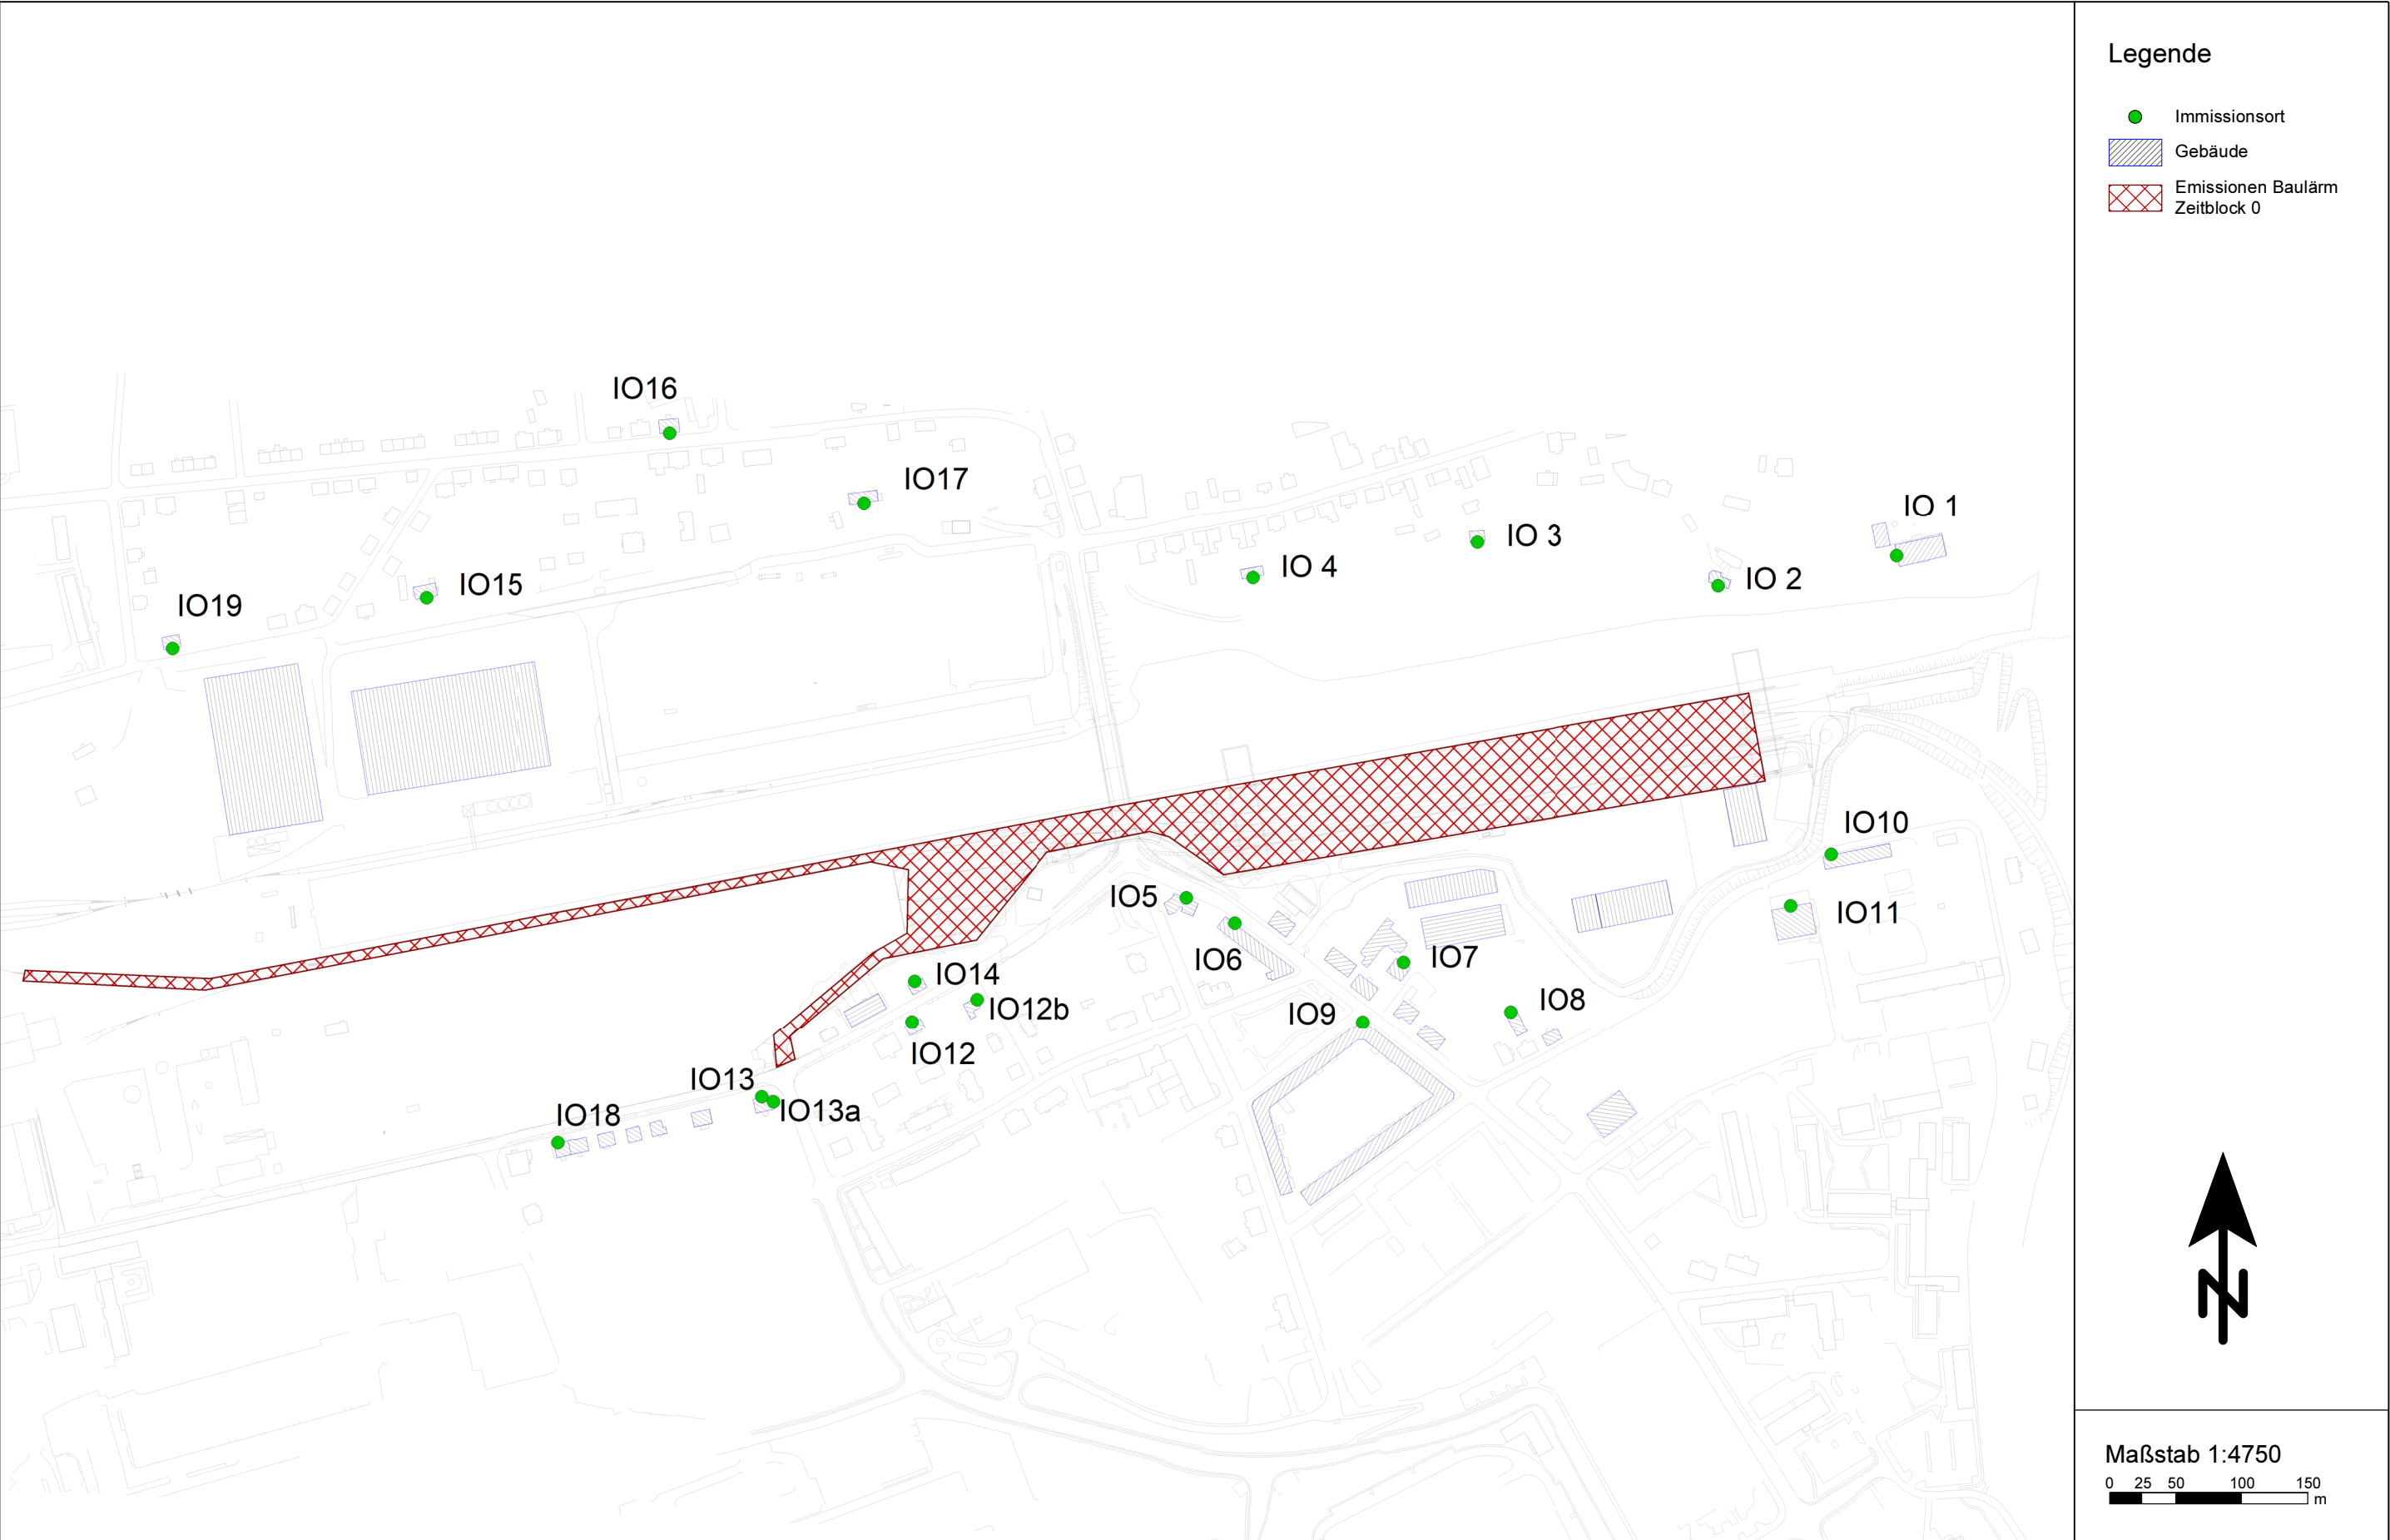 Legende
Immissionsort
Gebäude
Emissionen Baulärm
Zeitblock 0
IO16
IO17
IO 1
IO 3
IO 4
IO 2
IO15
IO19
IO10
IO5
IO11
IO6
IO7
IO14
IO8
IO12b
IO9
IO12
IO13
IO13a
IO18
N
Maßstab 1:4750
0 25 50 100 150
m